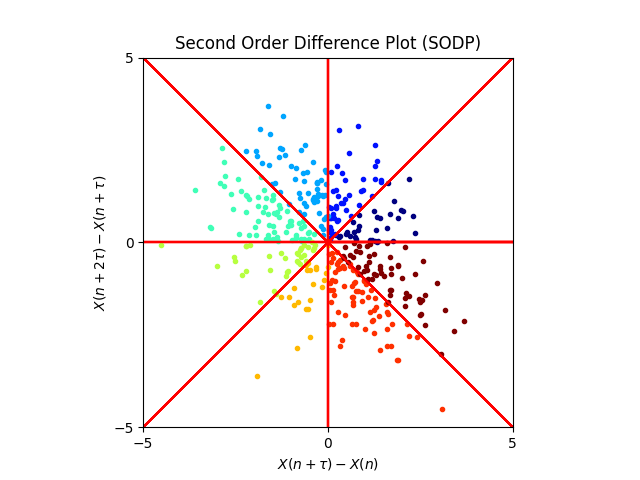 Second Order Difference Plot (SODP)
5
0
−5
X(n + 2τ) − X(n + τ)
−5
0
5
X(n + τ) − X(n)